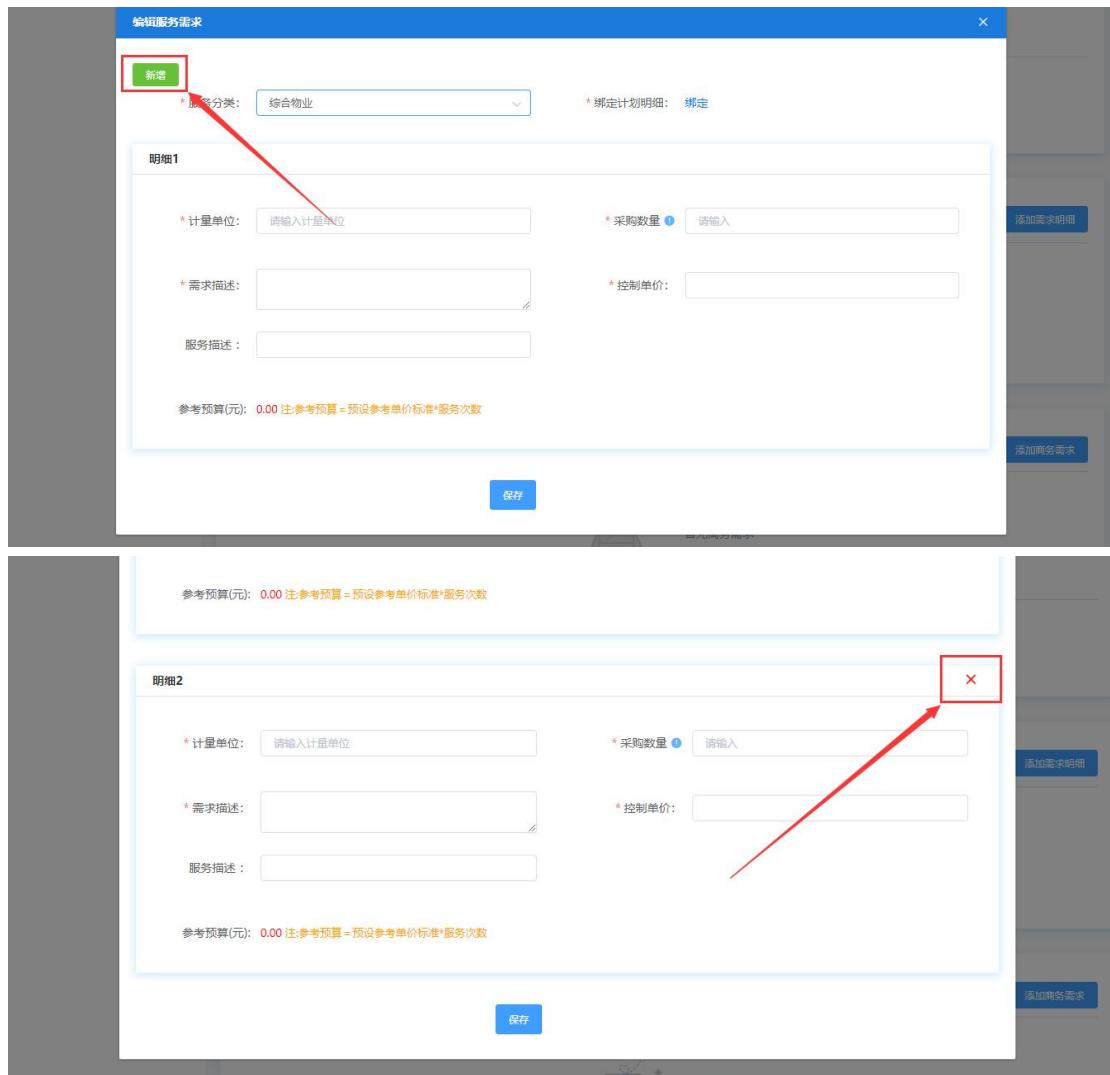 编辑服务需求 ×
新增
* 服务分类： 综合物业 * 绑定计划明细： 绑定
明细1
* 计量单位： 请输入计量单位 * 采购数量 请输入
添加需求明细
* 需求描述： * 控制单价：
服务描述：
参考预算(元)： 0.00 注:参考预算 = 预设参考单价标准*服务次数
添加商务需求
保存
暂无商务需求
参考预算(元)： 0.00 注:参考预算 = 预设参考单价标准*服务次数
明细2 ×
* 计量单位： 请输入计量单位 * 采购数量 请输入
添加需求明细
* 需求描述： * 控制单价：
服务描述：
参考预算(元)： 0.00 注:参考预算 = 预设参考单价标准*服务次数
添加商务需求
保存